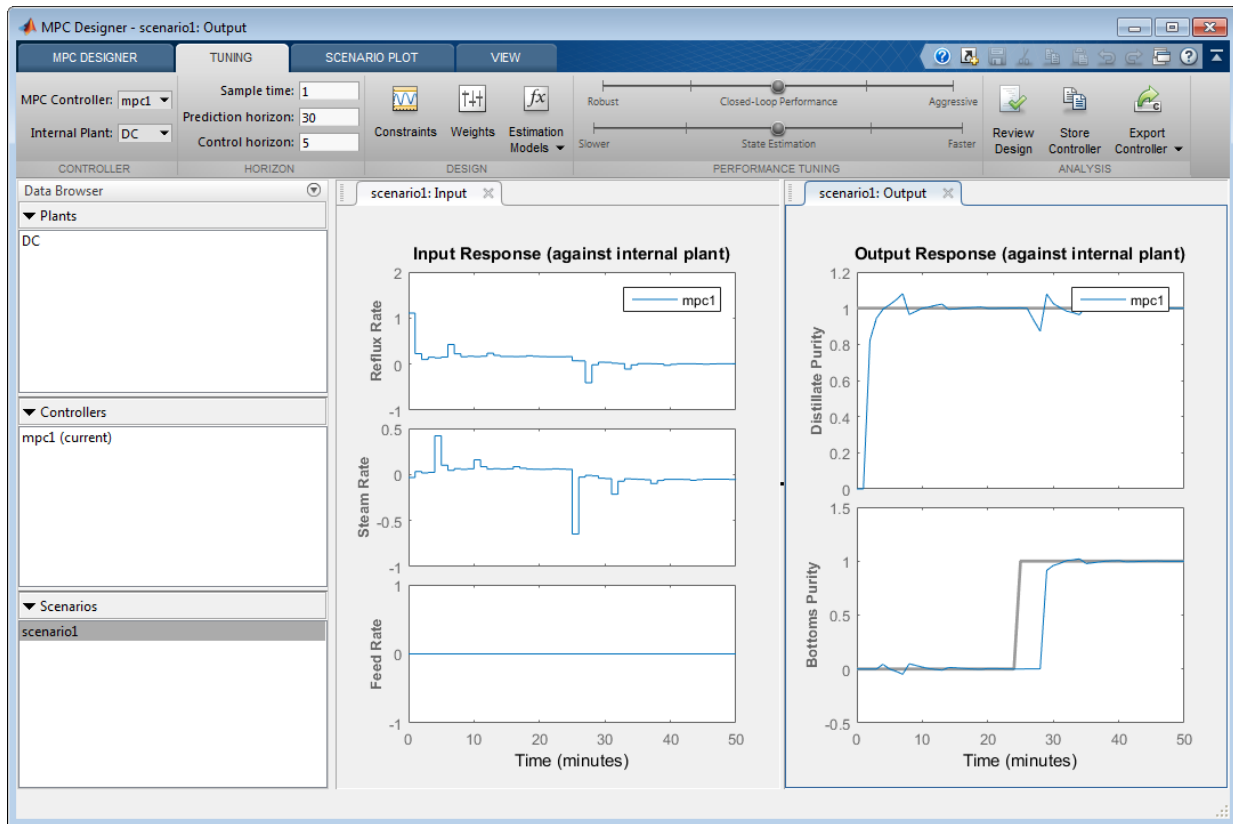 MPC Designer - scenario1: Output
MPC DESIGNER TUNING SCENARIO PLOT VIEW
MPC Controller: mpc1
Internal Plant: DC
CONTROLLER
Sample time: 1
Prediction horizon: 30
Control horizon: 5
HORIZON
Constraints
Weights
fx
Estimation
Models
DESIGN
Robust Closed-Loop Performance Aggressive
Slower State Estimation Faster
PERFORMANCE TUNING
Review
Design
Store
Controller
Export
Controller
ANALYSIS
Data Browser
Plants
DC
Controllers
mpc1 (current)
Scenarios
scenario1
scenario1: Input
Input Response (against internal plant)
mpc1
Reflux Rate
2
1
0
-1
Steam Rate
0.5
0
-0.5
-1
Feed Rate
1
0
-1
0 10 20 30 40 50
Time (minutes)
scenario1: Output
Output Response (against internal plant)
mpc1
Distillate Purity
1.2
1
0.8
0.6
0.4
0.2
0
Bottoms Purity
1.5
1
0.5
0
-0.5
0 10 20 30 40 50
Time (minutes)